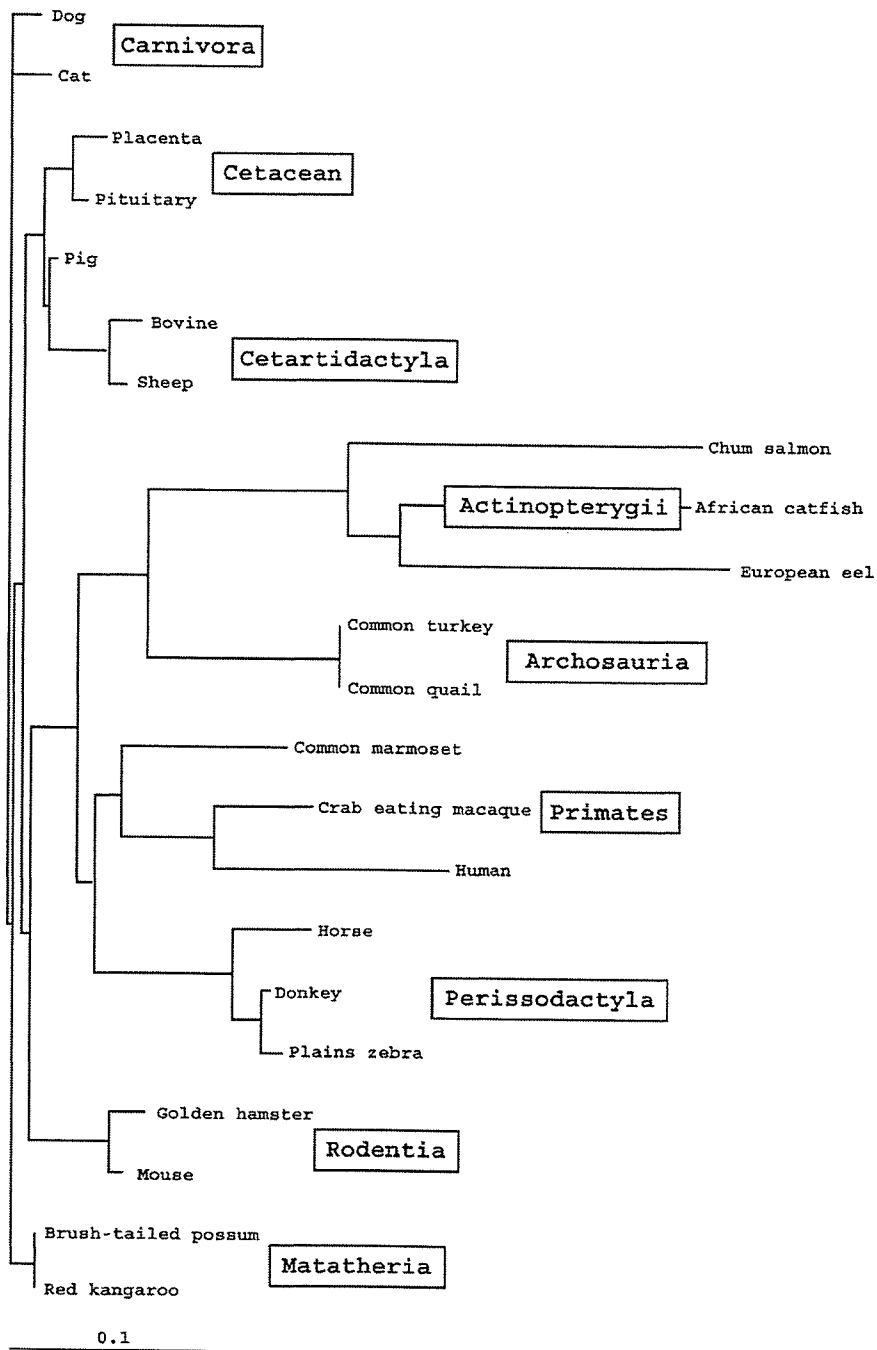 Dog
Carnivora
Cat
Placenta
Cetacean
Pituitary
Pig
Bovine
Cetartidactyla
Sheep
Chum salmon
Actinopterygii
African catfish
European eel
Common turkey
Archosauria
Common quail
Common marmoset
Crab eating macaque
Primates
Human
Horse
Donkey
Perissodactyla
Plains zebra
Golden hamster
Rodentia
Mouse
Brush-tailed possum
Matatheria
Red kangaroo
0.1